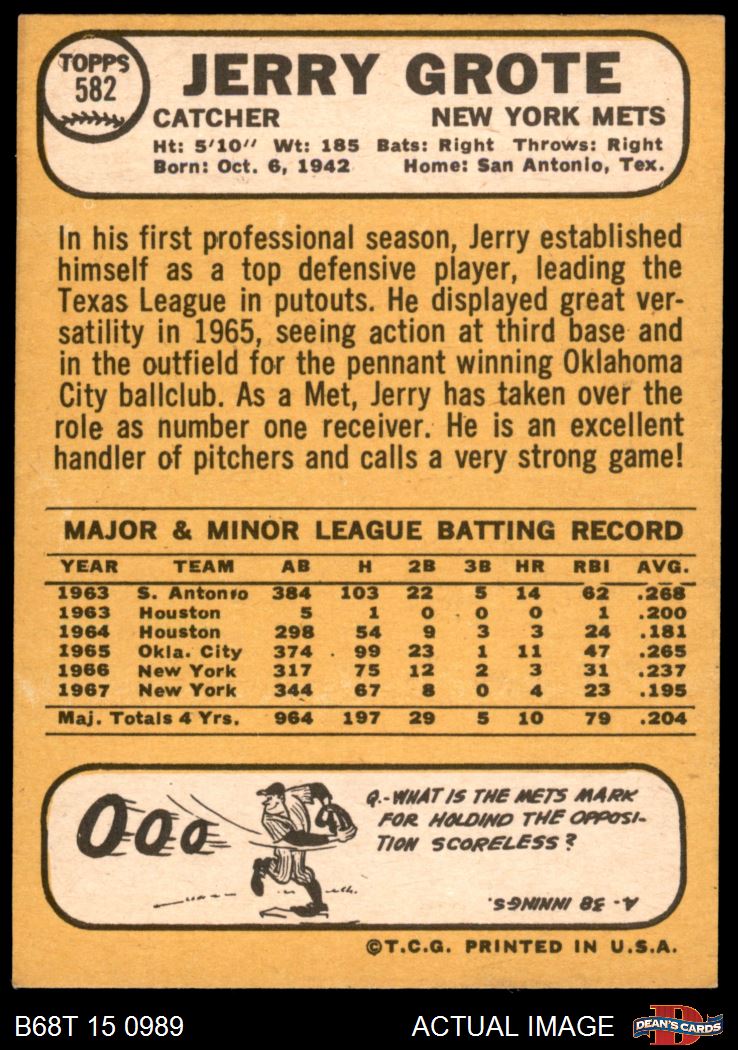 TOPPS
582
JERRY GROTE
CATCHER NEW YORK METS
Ht: 5'10" Wt: 185 Bats: Right Throws: Right
Born: Oct. 6, 1942 Home: San Antonio, Tex.
In his first professional season, Jerry established
himself as a top defensive player, leading the
Texas League in putouts. He displayed great ver-
satility in 1965, seeing action at third base and
in the outfield for the pennant winning Oklahoma
City ballclub. As a Met, Jerry has taken over the
role as number one receiver. He is an excellent
handler of pitchers and calls a very strong game!
MAJOR & MINOR LEAGUE BATTING RECORD
YEAR TEAM AB H 2B 3B HR RBI AVG.
1963 S. Antonio 384 103 22 5 14 62 .268
1963 Houston 5 1 0 0 0 1 .200
1964 Houston 298 54 9 3 3 24 .181
1965 Okla. City 374 99 23 1 11 47 .265
1966 New York 317 75 12 2 3 31 .237
1967 New York 344 67 8 0 4 23 .195
Maj. Totals 4 Yrs. 964 197 29 5 10 79 .204
000
Q.-WHAT IS THE METS MARK
FOR HOLDIND THE OPPOSI-
TION SCORELESS?
A- 38 INNINGS.
©T.C.G. PRINTED IN U.S.A.
B68T 15 0989 ACTUAL IMAGE
D
DEAN'S CARDS